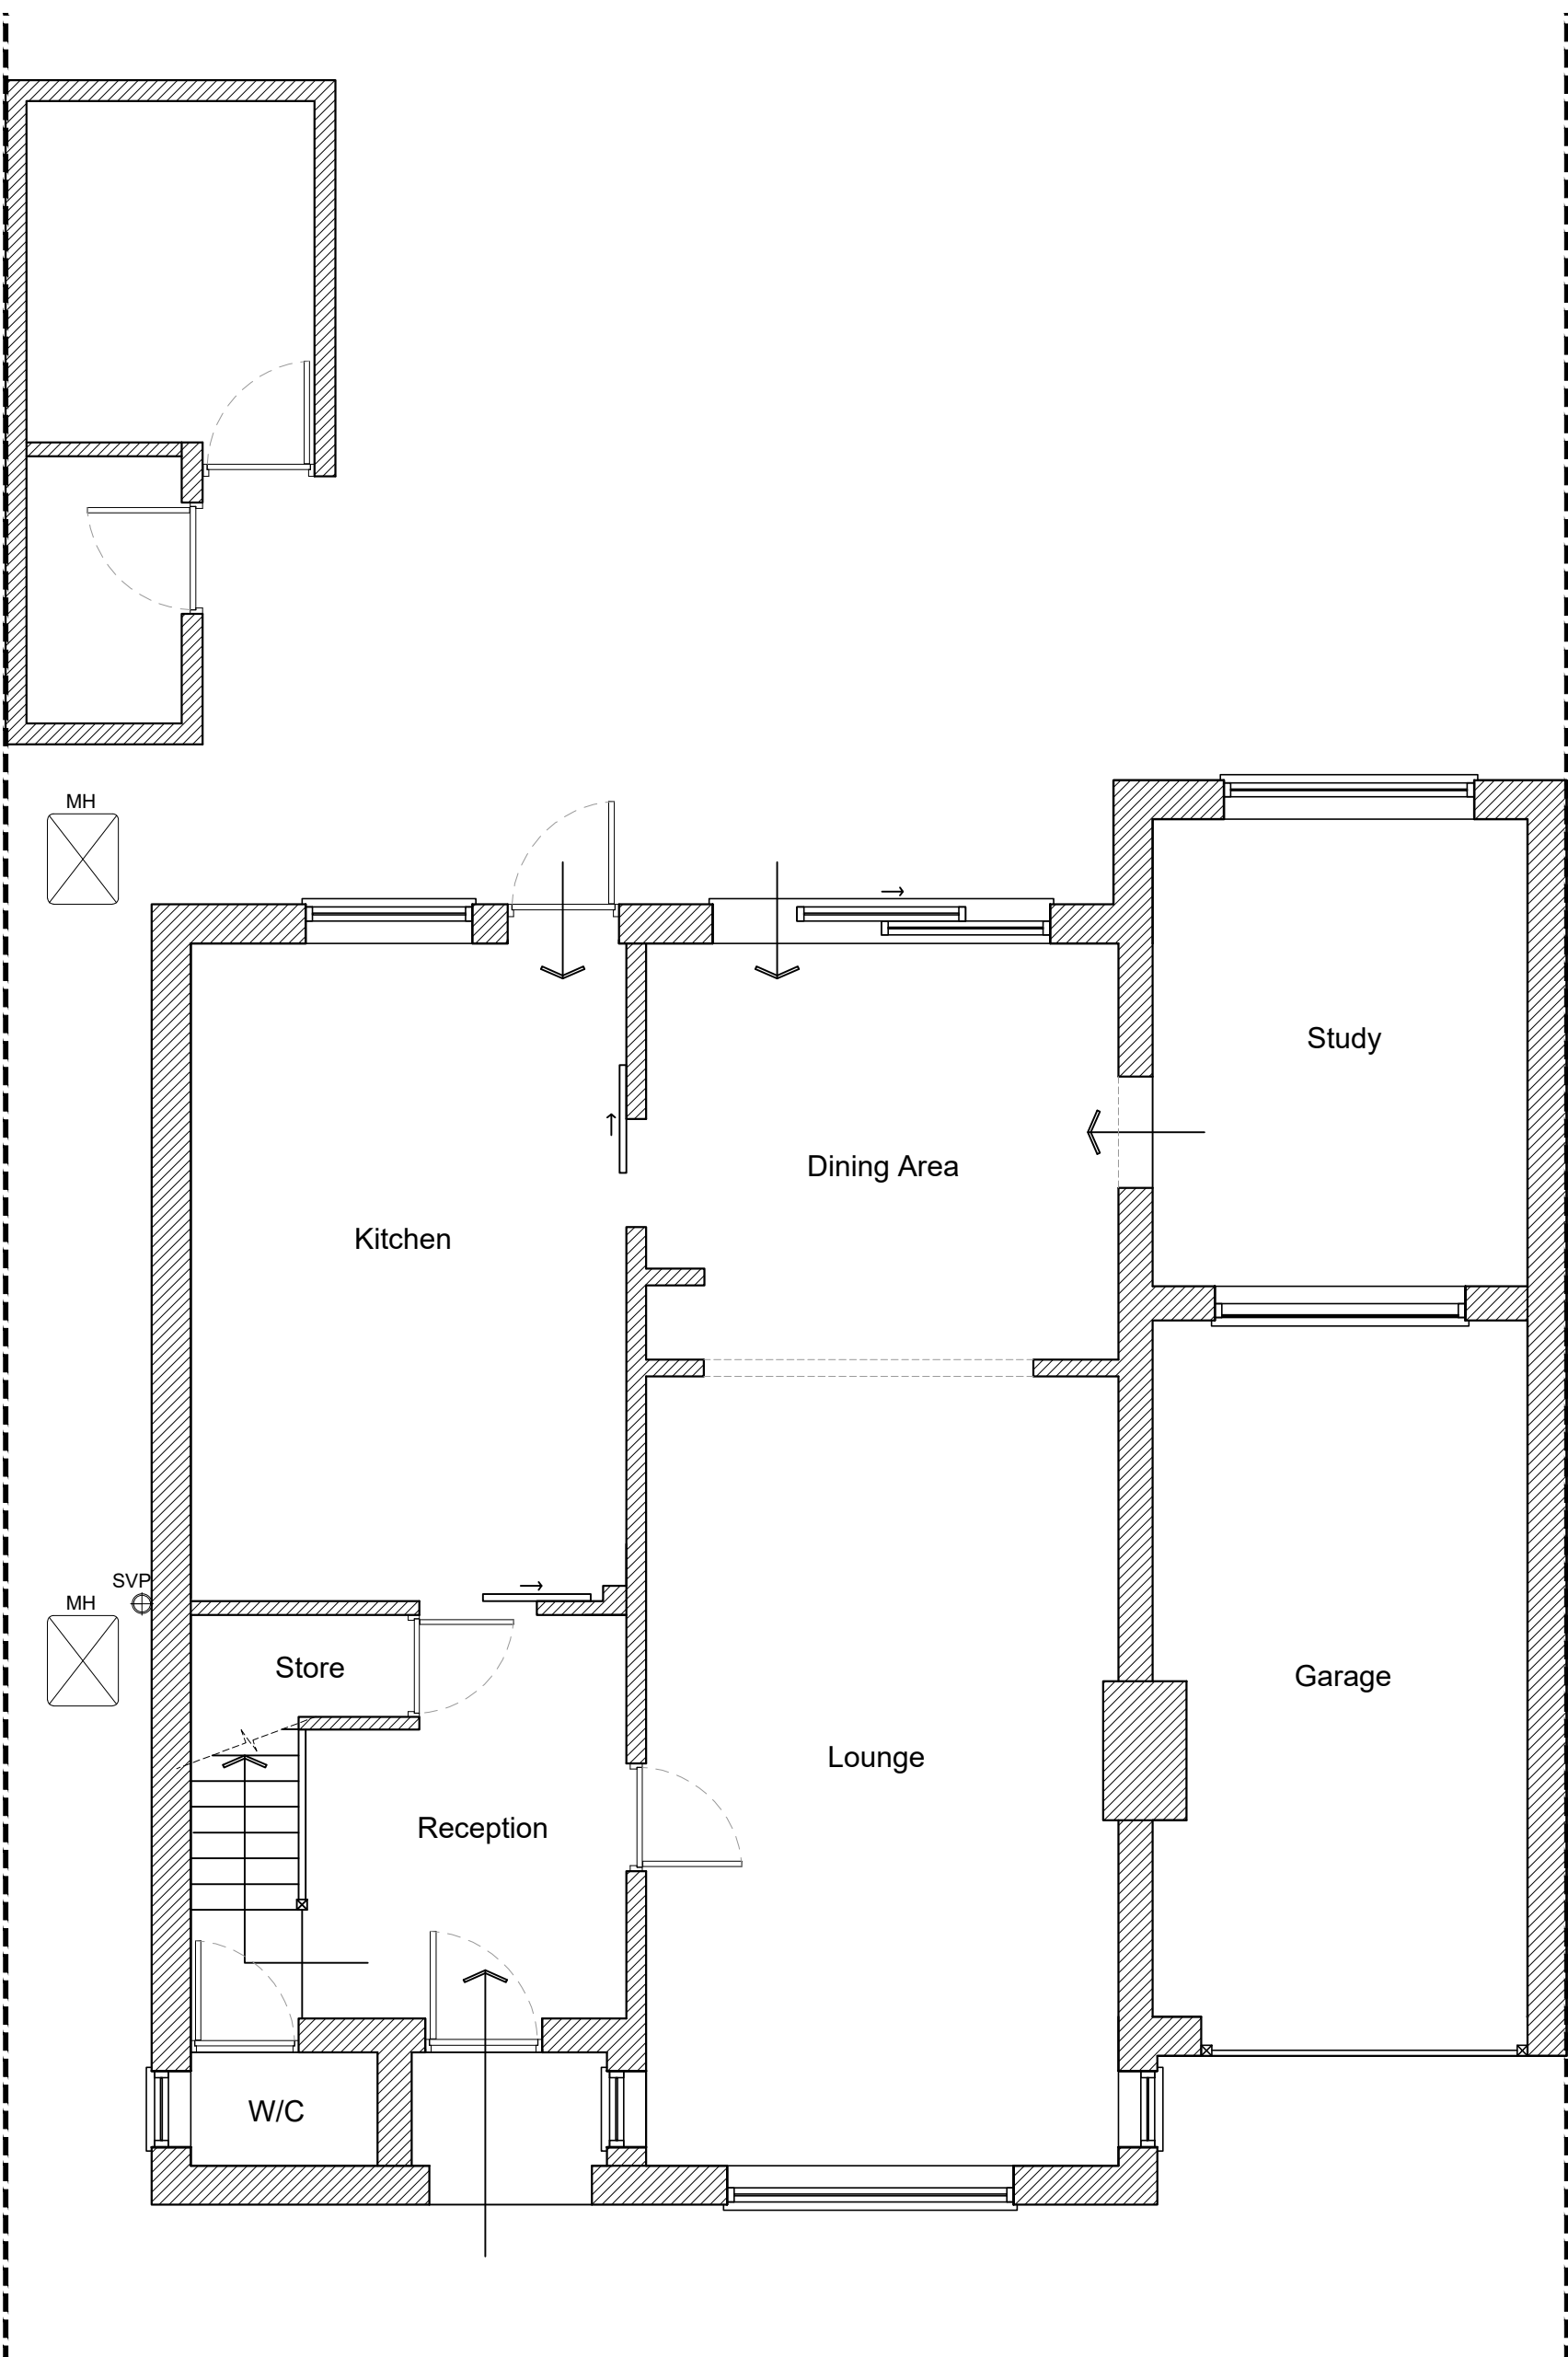 MH
Study
Dining Area
Kitchen
SVP
MH
Store
Garage
Lounge
Reception
W/C